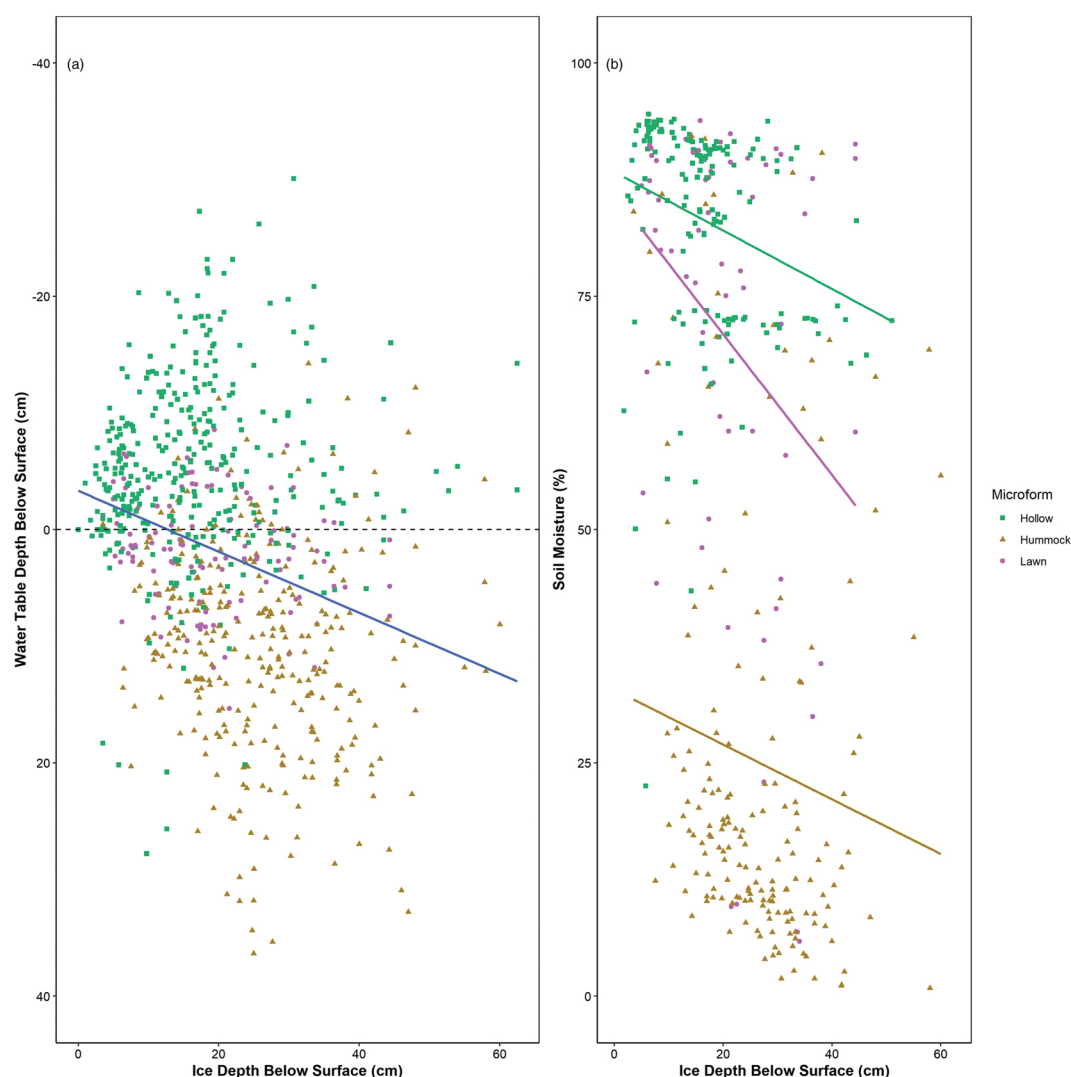 (a)
-40
-20
0
20
40
Water Table Depth Below Surface (cm)
0
20
40
60
Ice Depth Below Surface (cm)
(b)
100
75
50
25
0
Soil Moisture (%)
0
20
40
60
Ice Depth Below Surface (cm)
Microform
Hollow
Hummock
Lawn